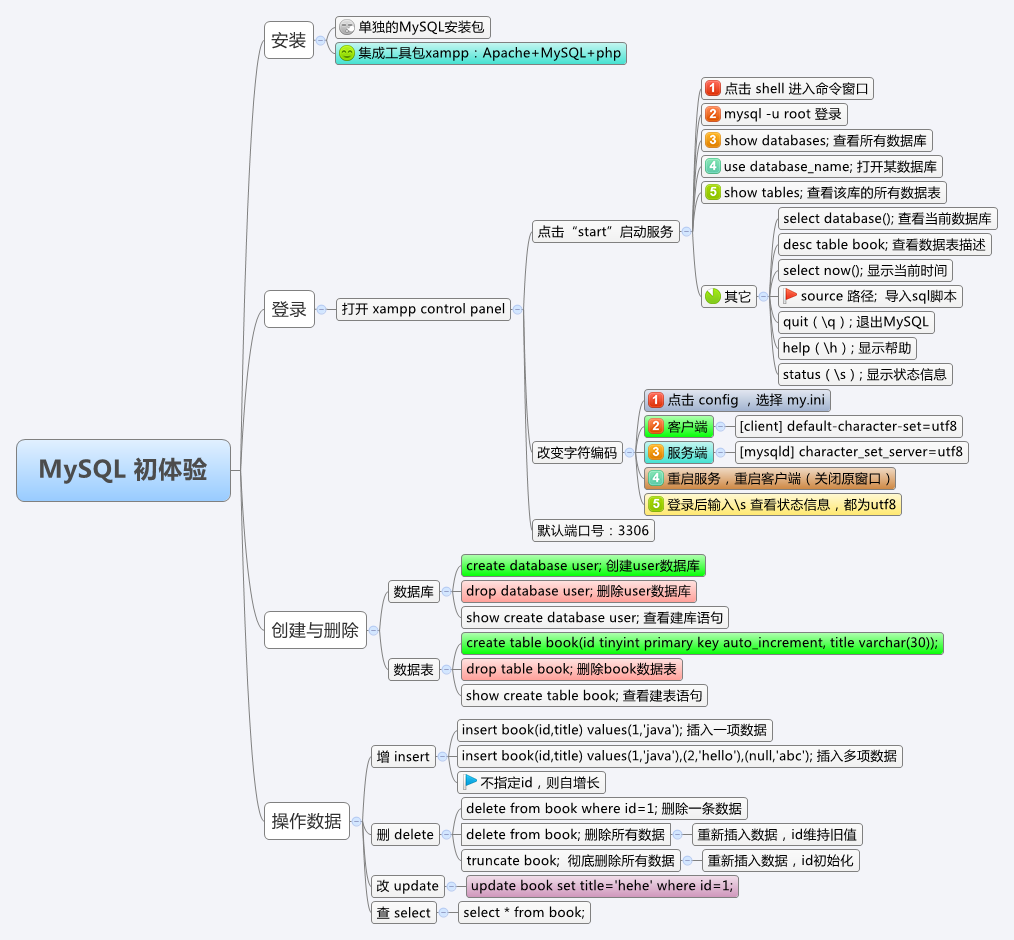 MySQL 初体验
安装
单独的MySQL安装包
集成工具包xampp：Apache+MySQL+php
登录
打开 xampp control panel
点击“start”启动服务
1 点击 shell 进入命令窗口
2 mysql -u root 登录
3 show databases; 查看所有数据库
4 use database_name; 打开某数据库
5 show tables; 查看该库的所有数据表
其它
select database(); 查看当前数据库
desc table book; 查看数据表描述
select now(); 显示当前时间
source 路径;  导入sql脚本
quit（ \q ）; 退出MySQL
help（ \h ）; 显示帮助
status（ \s ）; 显示状态信息
改变字符编码
1 点击 config ，选择 my.ini
2 客户端
[client] default-character-set=utf8
3 服务端
[mysqld] character_set_server=utf8
4 重启服务，重启客户端（ 关闭原窗口 ）
5 登录后输入\s 查看状态信息，都为utf8
默认端口号：3306
创建与删除
数据库
create database user; 创建user数据库
drop database user; 删除user数据库
show create database user; 查看建库语句
数据表
create table book(id tinyint primary key auto_increment, title varchar(30));
drop table book; 删除book数据表
show create table book; 查看建表语句
操作数据
增 insert
insert book(id,title) values(1,'java'); 插入一项数据
insert book(id,title) values(1,'java'),(2,'hello'),(null,'abc'); 插入多项数据
不指定id，则自增长
删 delete
delete from book where id=1; 删除一条数据
delete from book; 删除所有数据
重新插入数据，id维持旧值
truncate book;  彻底删除所有数据
重新插入数据，id初始化
改 update
update book set title='hehe' where id=1;
查 select
select * from book;